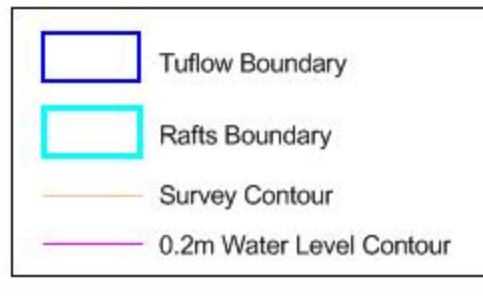 Tuflow Boundary
Rafts Boundary
Survey Contour
0.2m Water Level Contour